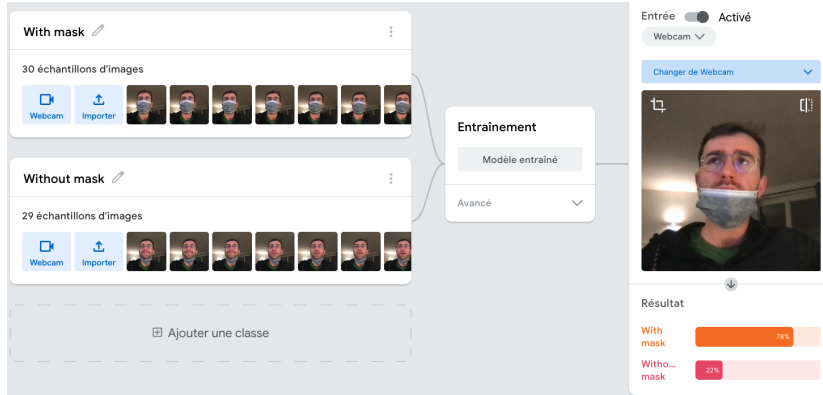 With mask
30 échantillons d'images
Webcam
Importer
Without mask
29 échantillons d'images
Webcam
Importer
Ajouter une classe
Entraînement
Modèle entraîné
Avancé
Entrée
Activé
Webcam
Changer de Webcam
Résultat
With
mask
78%
Witho...
mask
22%